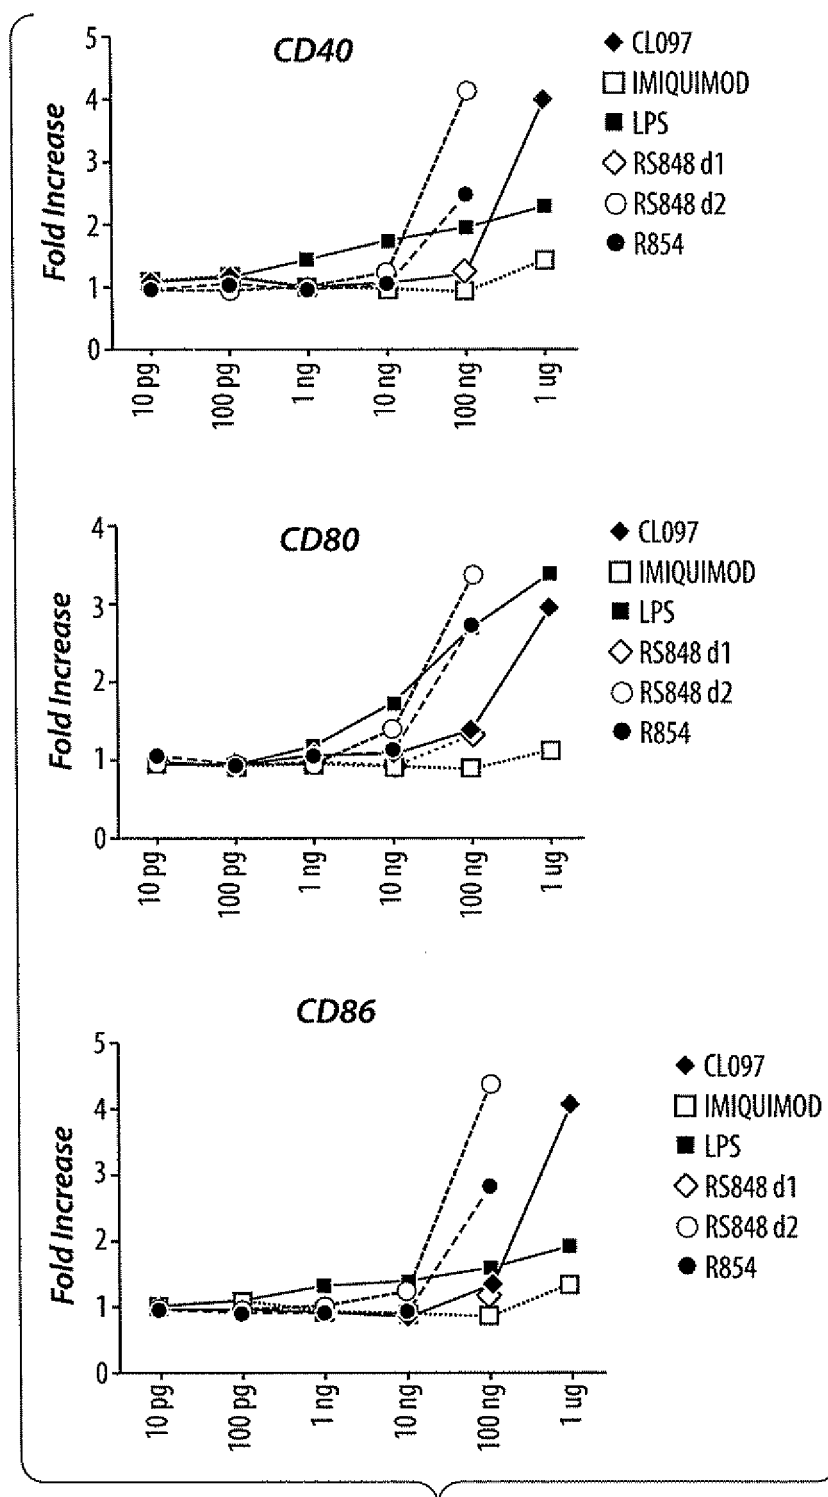 CD40
Fold Increase
5
4
3
2
1
0
10 pg
100 pg
1 ng
10 ng
100 ng
1 ug
CL097
IMIQUIMOD
LPS
RS848 d1
RS848 d2
R854
CD80
Fold Increase
4
3
2
1
0
10 pg
100 pg
1 ng
10 ng
100 ng
1 ug
CL097
IMIQUIMOD
LPS
RS848 d1
RS848 d2
R854
CD86
Fold Increase
5
4
3
2
1
0
10 pg
100 pg
1 ng
10 ng
100 ng
1 ug
CL097
IMIQUIMOD
LPS
RS848 d1
RS848 d2
R854